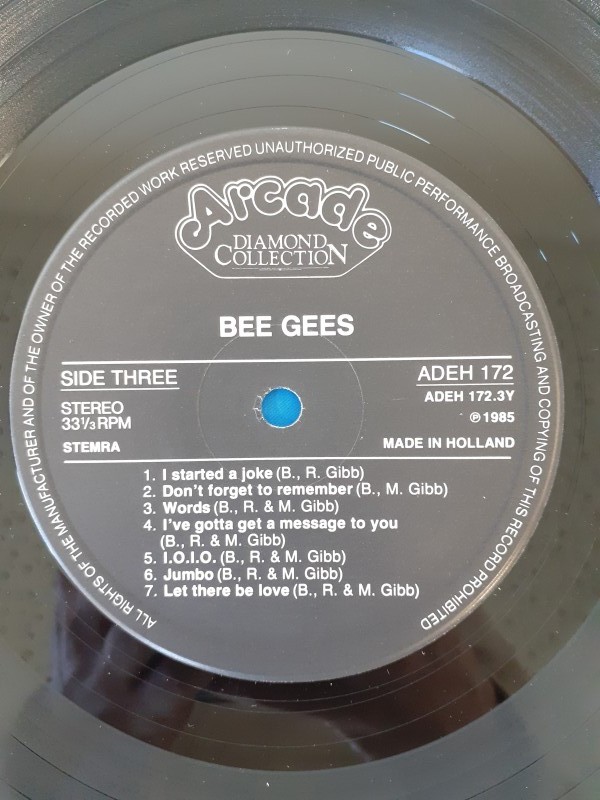 ALL RIGHTS OF THE MANUFACTURER AND OF THE OWNER OF THE RECORDED WORK RESERVED UNAUTHORIZED PUBLIC PERFORMANCE BROADCASTING AND COPYING OF THIS RECORD PROHIBITED
Arcade
DIAMOND
COLLECTION
BEE GEES
SIDE THREE
ADEH 172
STEREO
33⅓ RPM
ADEH 172.3Y
℗ 1985
STEMRA
MADE IN HOLLAND
1. I started a joke (B., R. Gibb)
2. Don't forget to remember (B., M. Gibb)
3. Words (B., R. & M. Gibb)
4. I've gotta get a message to you
(B., R. & M. Gibb)
5. I.O.I.O. (B., R. & M. Gibb)
6. Jumbo (B., R. & M. Gibb)
7. Let there be love (B., R. & M. Gibb)